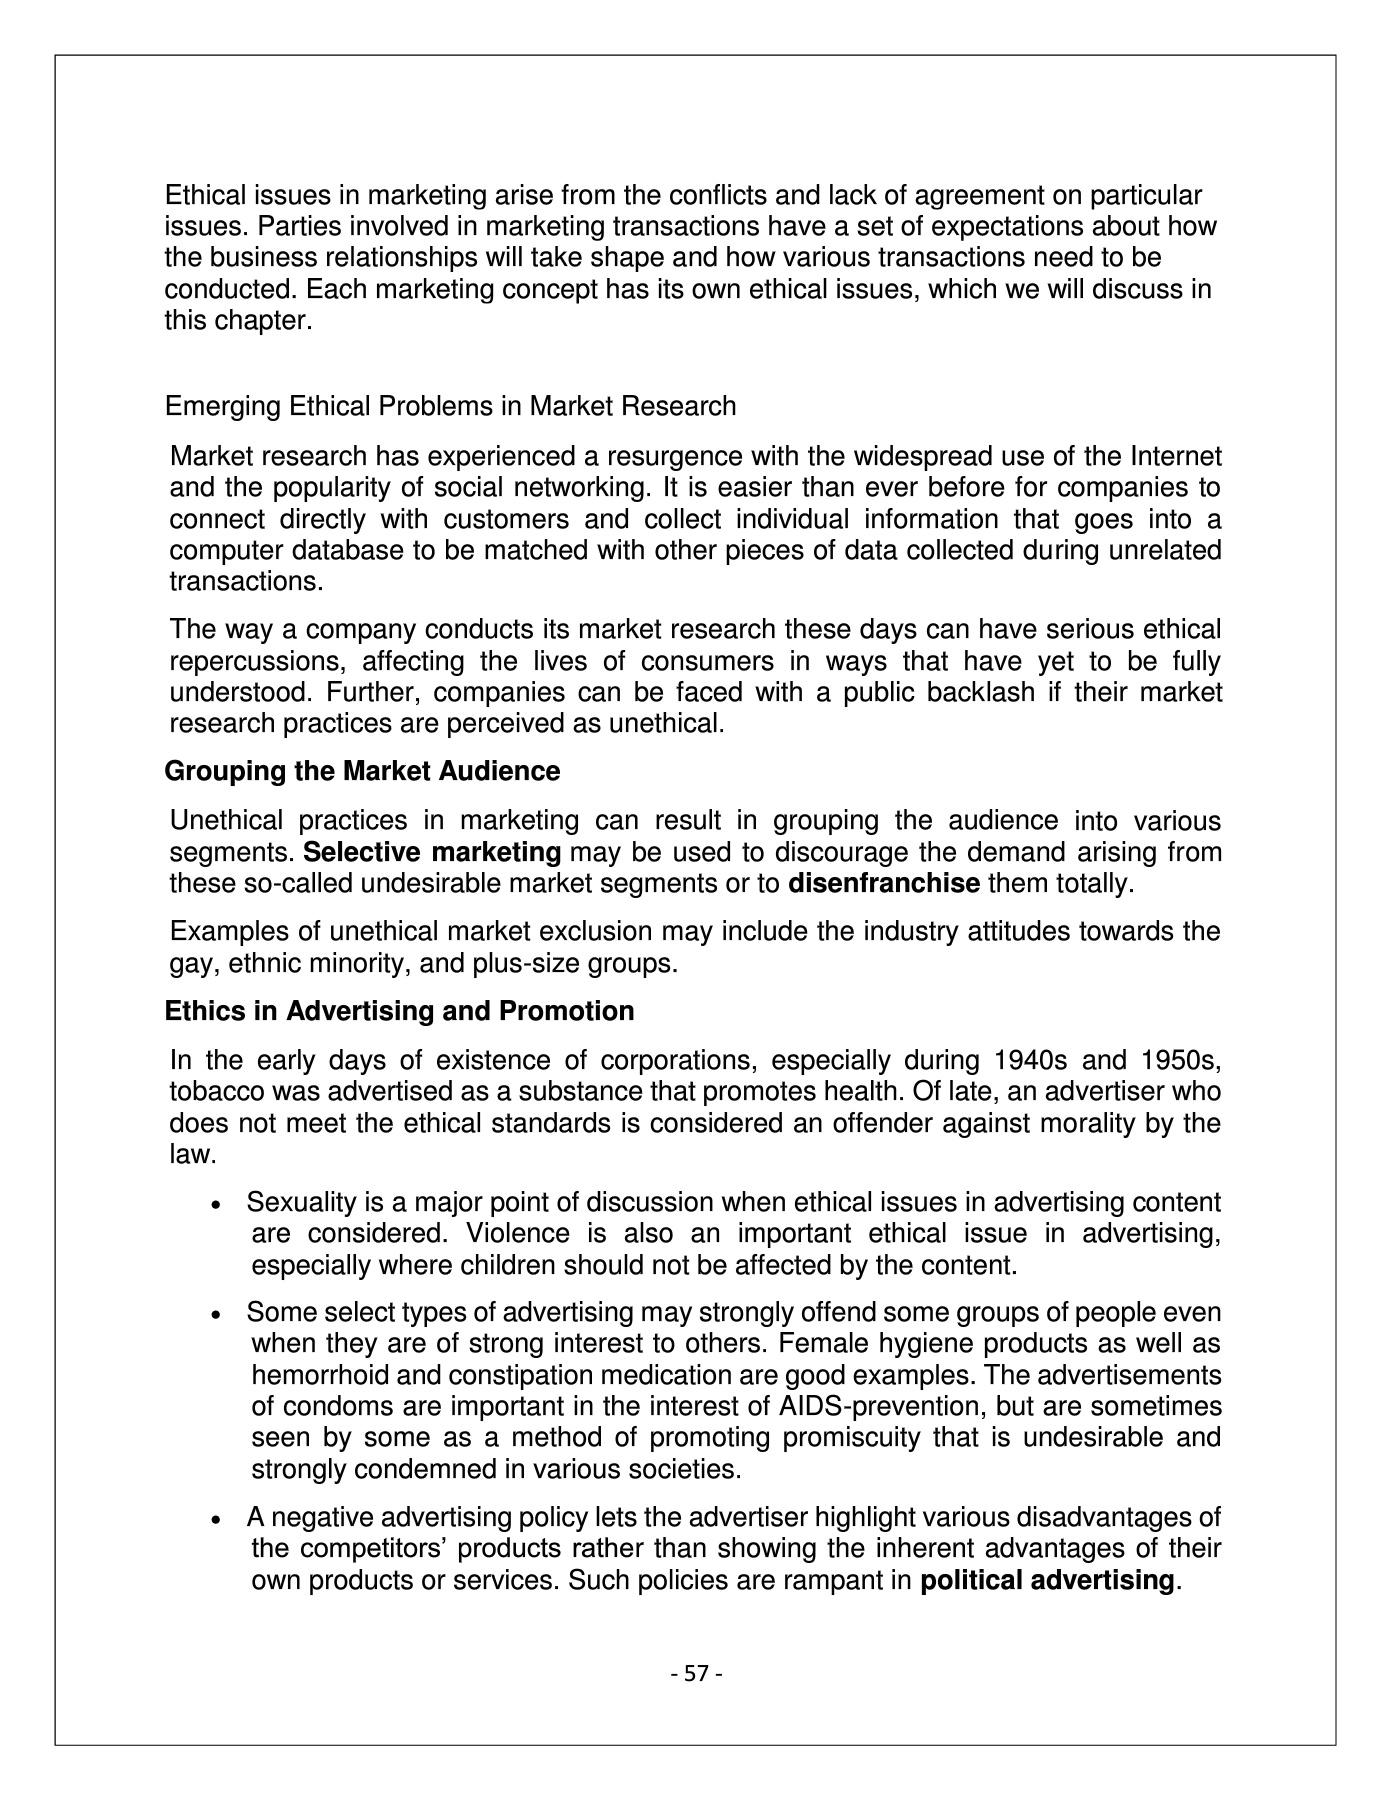 Ethical issues in marketing arise from the conflicts and lack of agreement on particular
issues. Parties involved in marketing transactions have a set of expectations about how
the business relationships will take shape and how various transactions need to be
conducted. Each marketing concept has its own ethical issues, which we will discuss in
this chapter.
Emerging Ethical Problems in Market Research
Market research has experienced a resurgence with the widespread use of the Internet
and the popularity of social networking. It is easier than ever before for companies to
connect directly with customers and collect individual information that goes into a
computer database to be matched with other pieces of data collected during unrelated
transactions.
The way a company conducts its market research these days can have serious ethical
repercussions, affecting the lives of consumers in ways that have yet to be fully
understood. Further, companies can be faced with a public backlash if their market
research practices are perceived as unethical.
Grouping the Market Audience
Unethical practices in marketing can result in grouping the audience into various
segments. Selective marketing may be used to discourage the demand arising from
these so-called undesirable market segments or to disenfranchise them totally.
Examples of unethical market exclusion may include the industry attitudes towards the
gay, ethnic minority, and plus-size groups.
Ethics in Advertising and Promotion
In the early days of existence of corporations, especially during 1940s and 1950s,
tobacco was advertised as a substance that promotes health. Of late, an advertiser who
does not meet the ethical standards is considered an offender against morality by the
law.
• Sexuality is a major point of discussion when ethical issues in advertising content
are considered. Violence is also an important ethical issue in advertising,
especially where children should not be affected by the content.
• Some select types of advertising may strongly offend some groups of people even
when they are of strong interest to others. Female hygiene products as well as
hemorrhoid and constipation medication are good examples. The advertisements
of condoms are important in the interest of AIDS-prevention, but are sometimes
seen by some as a method of promoting promiscuity that is undesirable and
strongly condemned in various societies.
• A negative advertising policy lets the advertiser highlight various disadvantages of
the competitors’ products rather than showing the inherent advantages of their
own products or services. Such policies are rampant in political advertising.
- 57 -